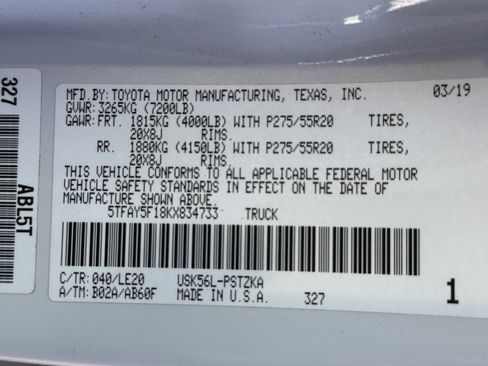 MFD. BY: TOYOTA MOTOR MANUFACTURING, TEXAS, INC. 03/19
GVWR: 3265KG (7200LB)
GAWR: FRT. 1815KG (4000LB) WITH P275/55R20 TIRES,
20X8J RIMS.
RR. 1880KG (4150LB) WITH P275/55R20 TIRES,
20X8J RIMS.
THIS VEHICLE CONFORMS TO ALL APPLICABLE FEDERAL MOTOR
VEHICLE SAFETY STANDARDS IN EFFECT ON THE DATE OF
MANUFACTURE SHOWN ABOVE.
5TFAY5F18KX834733 TRUCK
C/TR: 040/LE20 USK56L-PSTZKA
A/TM: B02A/AB60F MADE IN U.S.A. 327 1
327
ABL5T